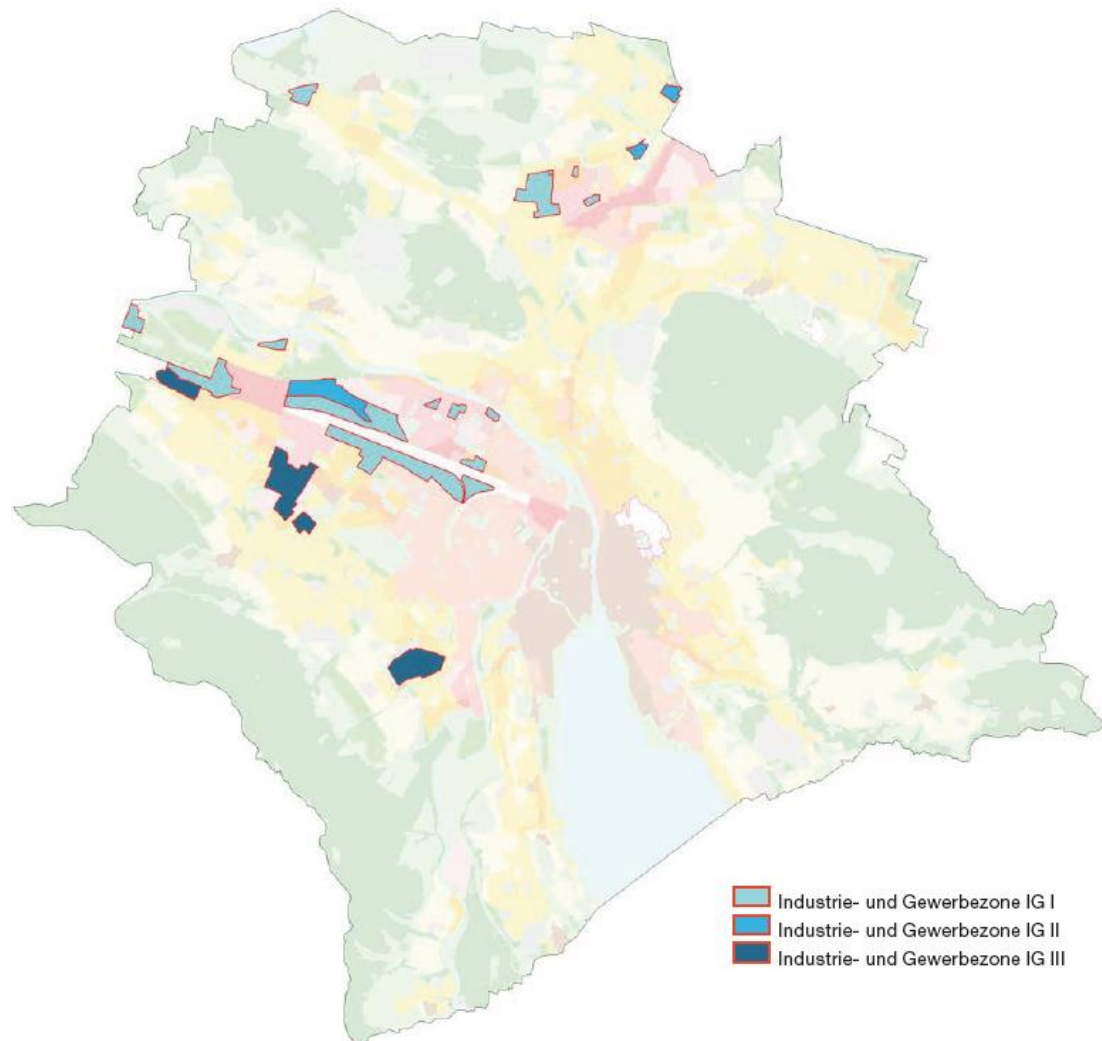 Industrie- und Gewerbezone IG I
Industrie- und Gewerbezone IG II
Industrie- und Gewerbezone IG III